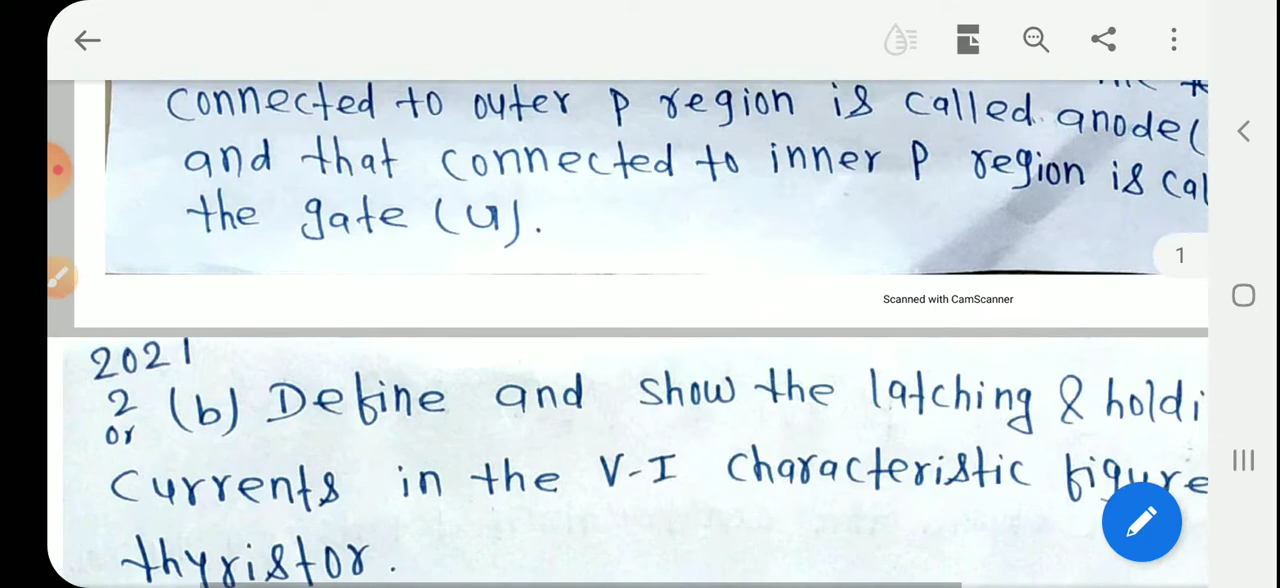 connected to outer p region is called anode(
and that connected to inner p region is cal
the gate (G).
1
Scanned with CamScanner
2021
2 (b) Define and show the latching & holdi
or
Currents in the V-I characteristic figure
thyristor.